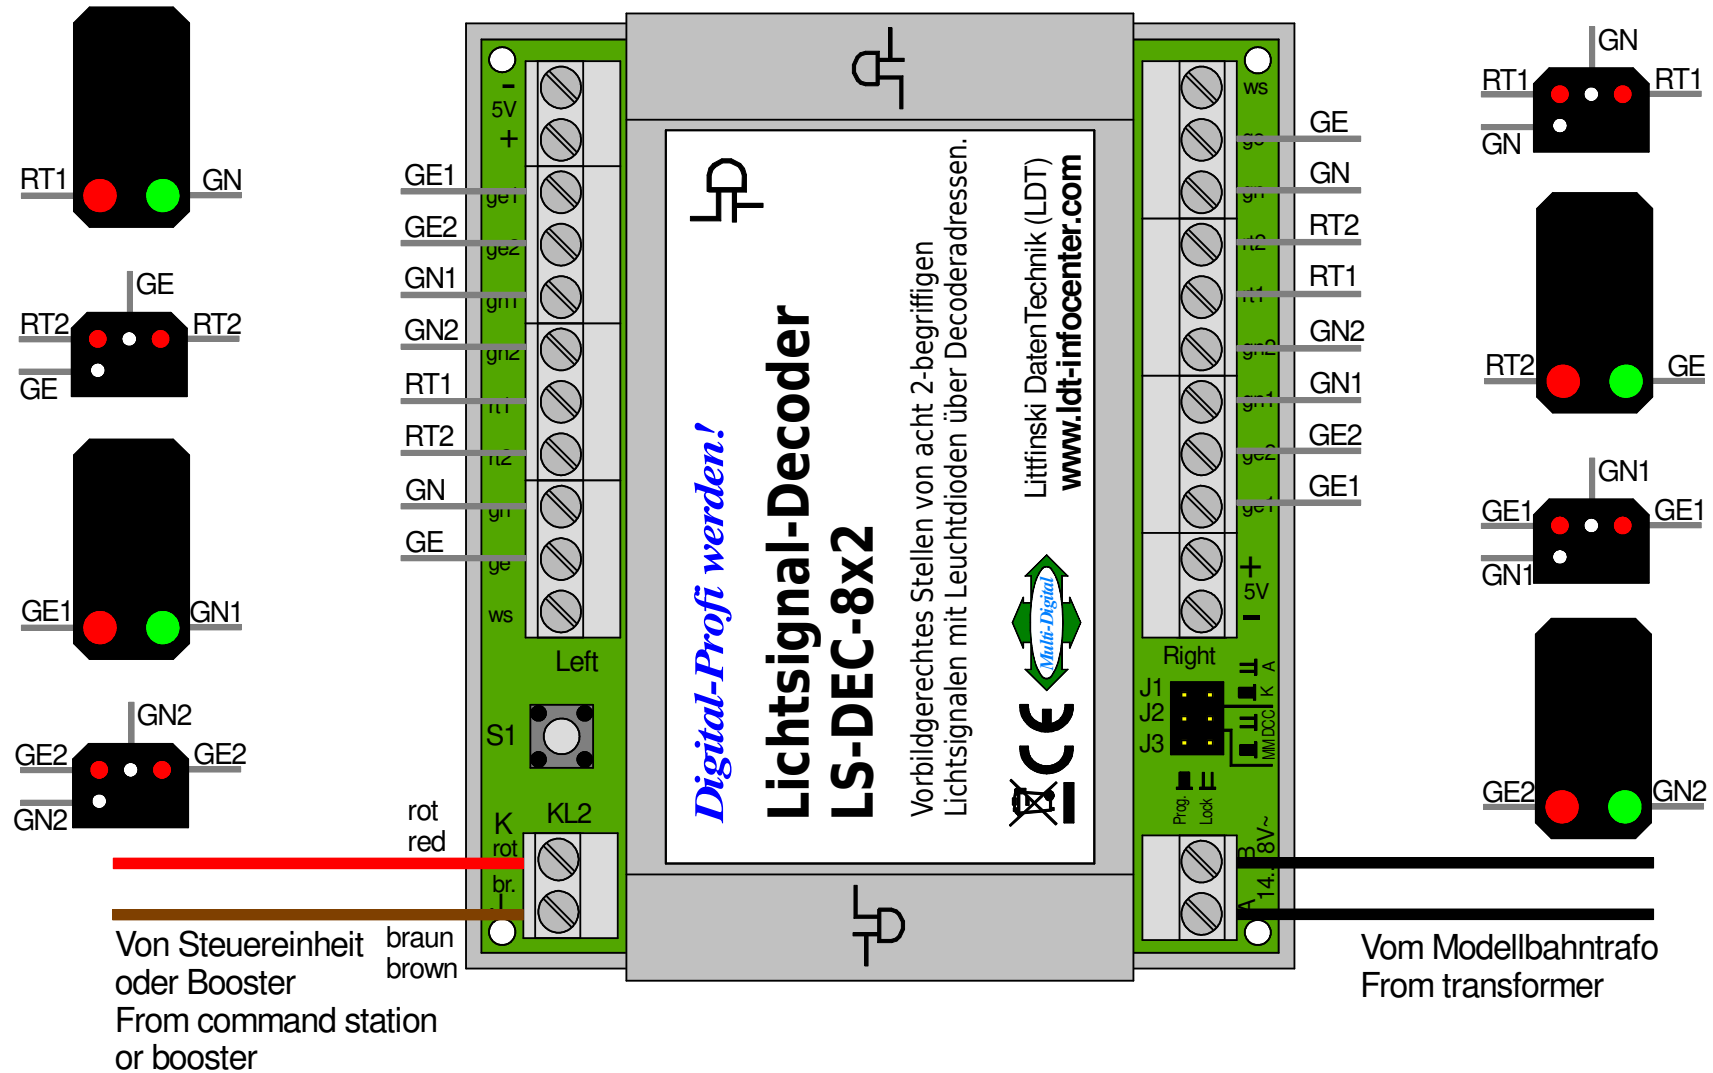 RT1
GN
GE
RT2
RT2
GE
GE1
GN1
GN2
GE2
GE2
GN2
GE1
GE2
GN1
GN2
RT1
RT2
GN
GE
-
5V
+
ge1
ge2
gn1
gn2
rt1
rt2
gn
ge
ws
Left
S1
K
KL2
rot
br.
J
rot
red
braun
brown
Von Steuereinheit
oder Booster
From command station
or booster
Digital-Profi werden!
Lichtsignal-Decoder
LS-DEC-8x2
Vorbildgerechtes Stellen von acht 2-begriffigen
Lichtsignalen mit Leuchtdioden über Decoderadressen.
Littfinski DatenTechnik (LDT)
www.ldt-infocenter.com
Multi-Digital
CE
ws
ge
gn
rt2
rt1
gn2
gn1
ge2
ge1
+
5V
-
Right
J1
J2
J3
A
K
DCC
MM
Prog.
Lock
B
A
14..18V~
GE
GN
RT2
RT1
GN2
GN1
GE2
GE1
GN
RT1
RT1
GN
RT2
GE
GN1
GE1
GE1
GN1
GE2
GN2
Vom Modellbahntrafo
From transformer